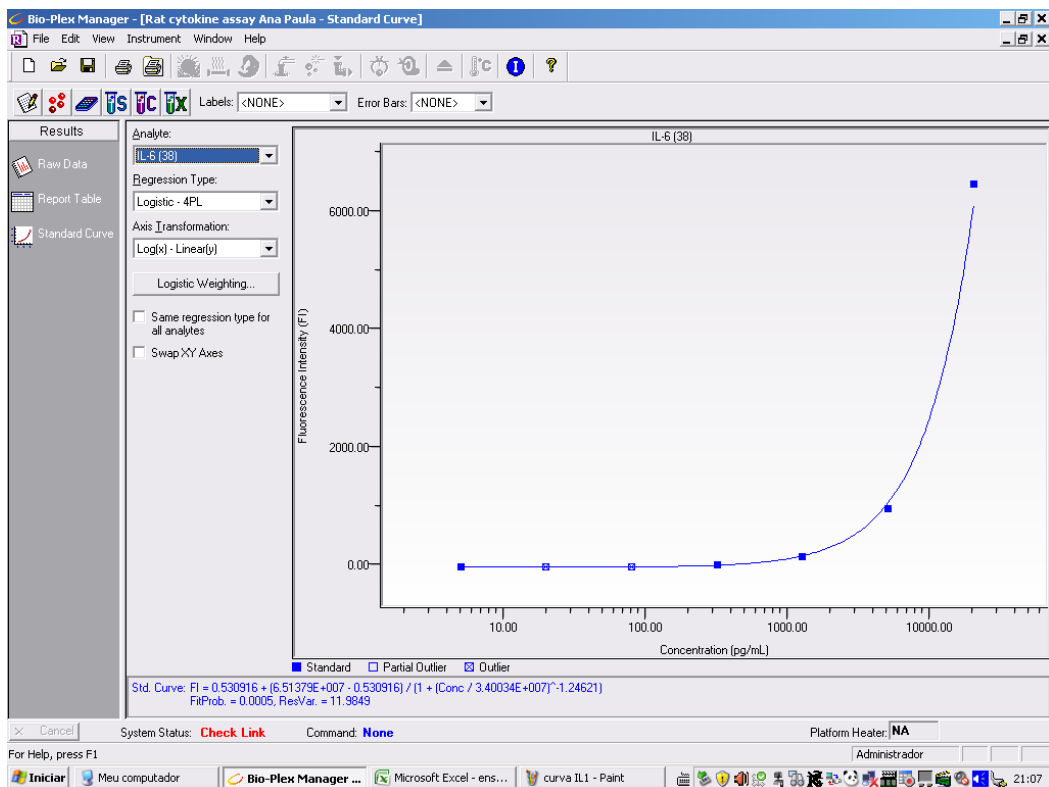 Bio-Plex Manager - [Rat cytokine assay Ana Paula - Standard Curve]
File Edit View Instrument Window Help
Labels: <NONE> Error Bars: <NONE>
Results
Raw Data
Report Table
Standard Curve
Analyte:
IL-6 (38)
Regression Type:
Logistic - 4PL
Axis Transformation:
Log(x) - Linear(y)
Logistic Weighting...
Same regression type for
all analytes
Swap XY Axes
IL-6 (38)
Fluorescence Intensity (FI)
6000.00
4000.00
2000.00
0.00
10.00 100.00 1000.00 10000.00
Concentration (pg/mL)
Standard Partial Outlier Outlier
Std. Curve: FI = 0.530916 + (6.51379E+007 - 0.530916) / (1 + (Conc / 3.40034E+007)^-1.24621)
FitProb. = 0.0005, ResVar. = 11.9849
Cancel System Status: Check Link Command: None Platform Heater: NA
For Help, press F1 Administrador
Iniciar Meu computador Bio-Plex Manager ... Microsoft Excel - ens... curva IL1 - Paint 21:07